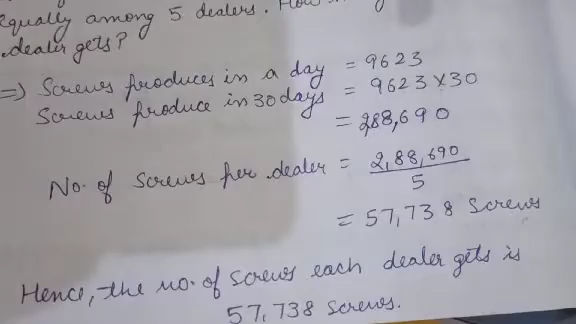 equally among 5 dealers.
dealer gets?
=> Screws produces in a day = 9623
Screws produce in 30 days = 9623 x 30
= 288,690
No. of screws per dealer = 2,88,690
5
= 57,738 screws
Hence, the no. of screws each dealer gets is
57,738 screws.